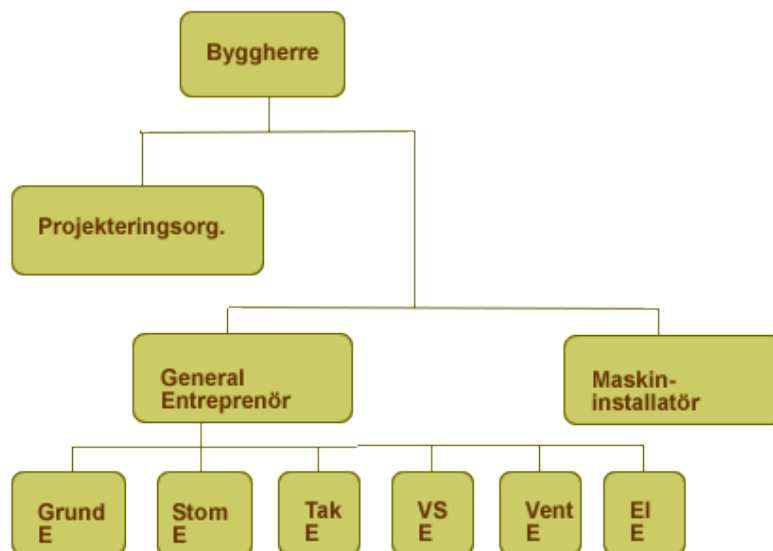 Byggherre
Projekteringsorg.
General
Entreprenör
Maskin-
installatör
Grund
E
Stom
E
Tak
E
VS
E
Vent
E
El
E